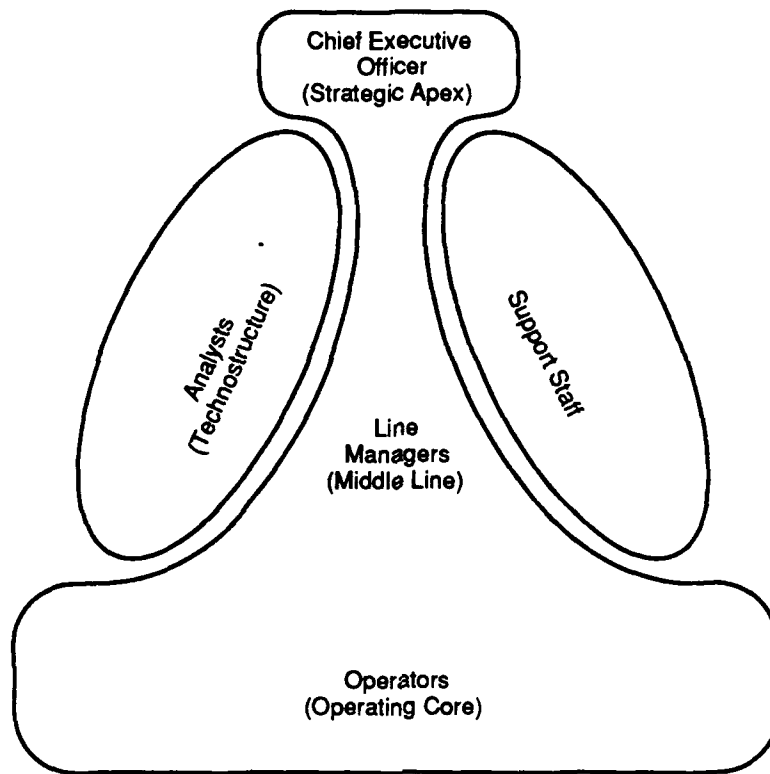 Chief Executive
Officer
(Strategic Apex)
Analysts
(Technostructure)
Support Staff
Line
Managers
(Middle Line)
Operators
(Operating Core)